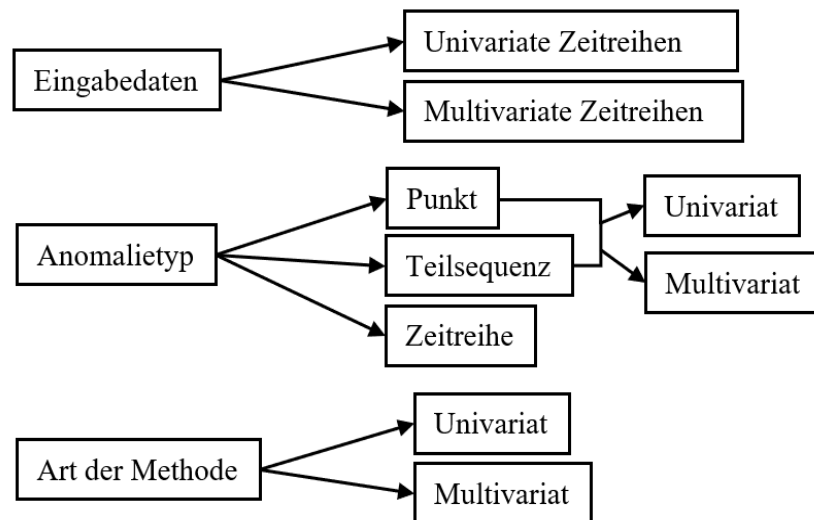 Eingabedaten
Univariate Zeitreihen
Multivariate Zeitreihen
Anomalietyp
Punkt
Teilsequenz
Zeitreihe
Univariat
Multivariat
Art der Methode
Univariat
Multivariat